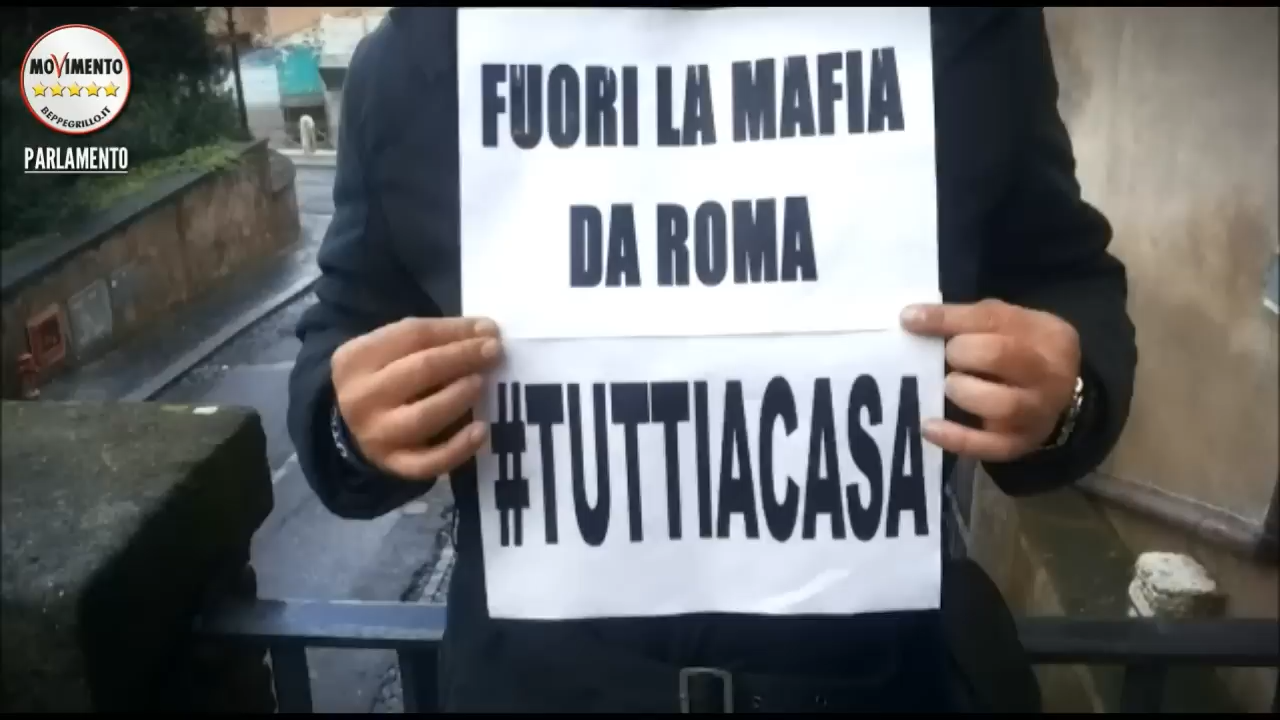 MOVIMENTO
BEPPEGRILLO.IT
PARLAMENTO
FUORI LA MAFIA
DA ROMA
#TUTTIACASA